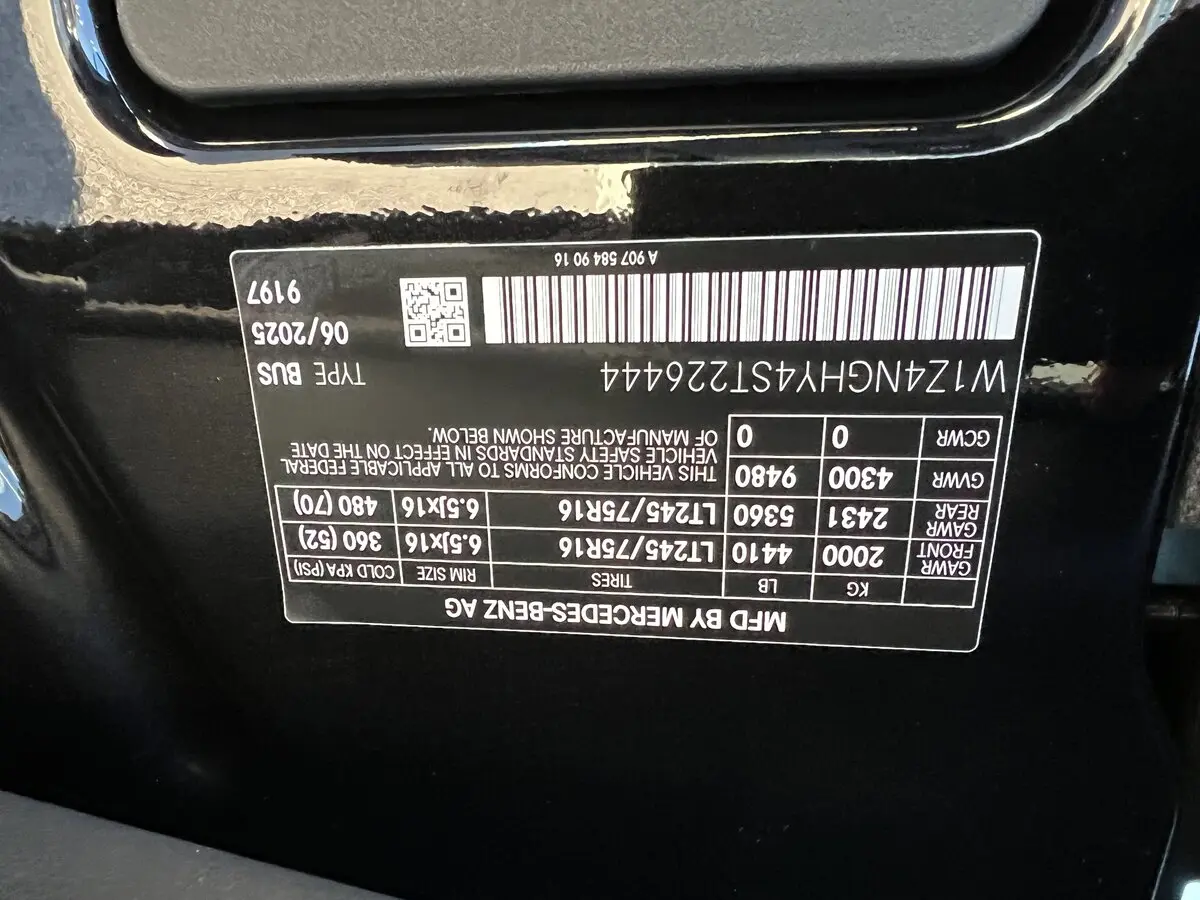 MFD BY MERCEDES-BENZ AG
KG LB TIRES RIM SIZE COLD KPA (PSI)
GAWR FRONT 2000 4410 LT245/75R16 6.5Jx16 360 (52)
GAWR REAR 2431 5360 LT245/75R16 6.5Jx16 480 (70)
GVWR 4300 9480
GCWR 0 0
THIS VEHICLE CONFORMS TO ALL APPLICABLE FEDERAL
VEHICLE SAFETY STANDARDS IN EFFECT ON THE DATE
OF MANUFACTURE SHOWN BELOW.
W1Z4NGHY4ST226444 TYPE BUS
06/2025
9197
A 907 584 90 16